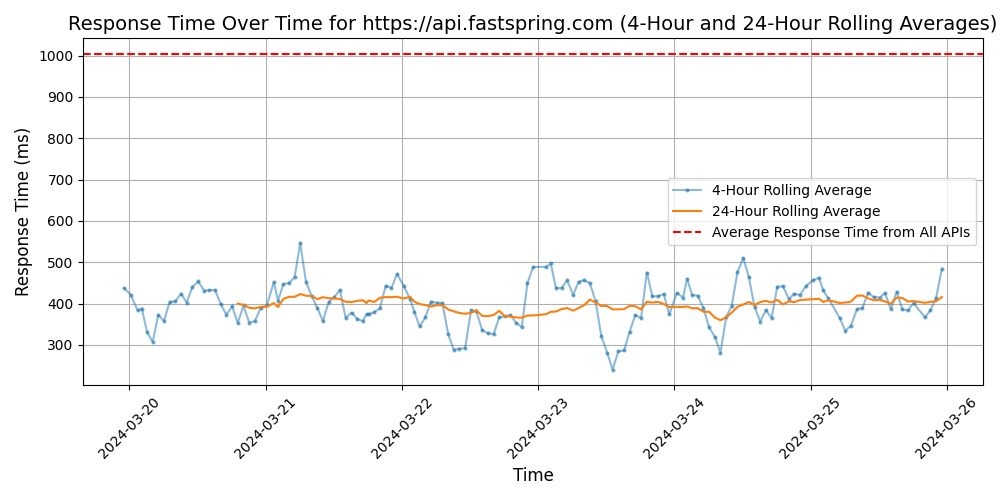 Response Time Over Time for https://api.fastspring.com (4-Hour and 24-Hour Rolling Averages)
Response Time (ms)
1000
900
800
700
600
500
400
300
4-Hour Rolling Average
24-Hour Rolling Average
Average Response Time from All APIs
2024-03-20
2024-03-21
2024-03-22
2024-03-23
2024-03-24
2024-03-25
2024-03-26
Time